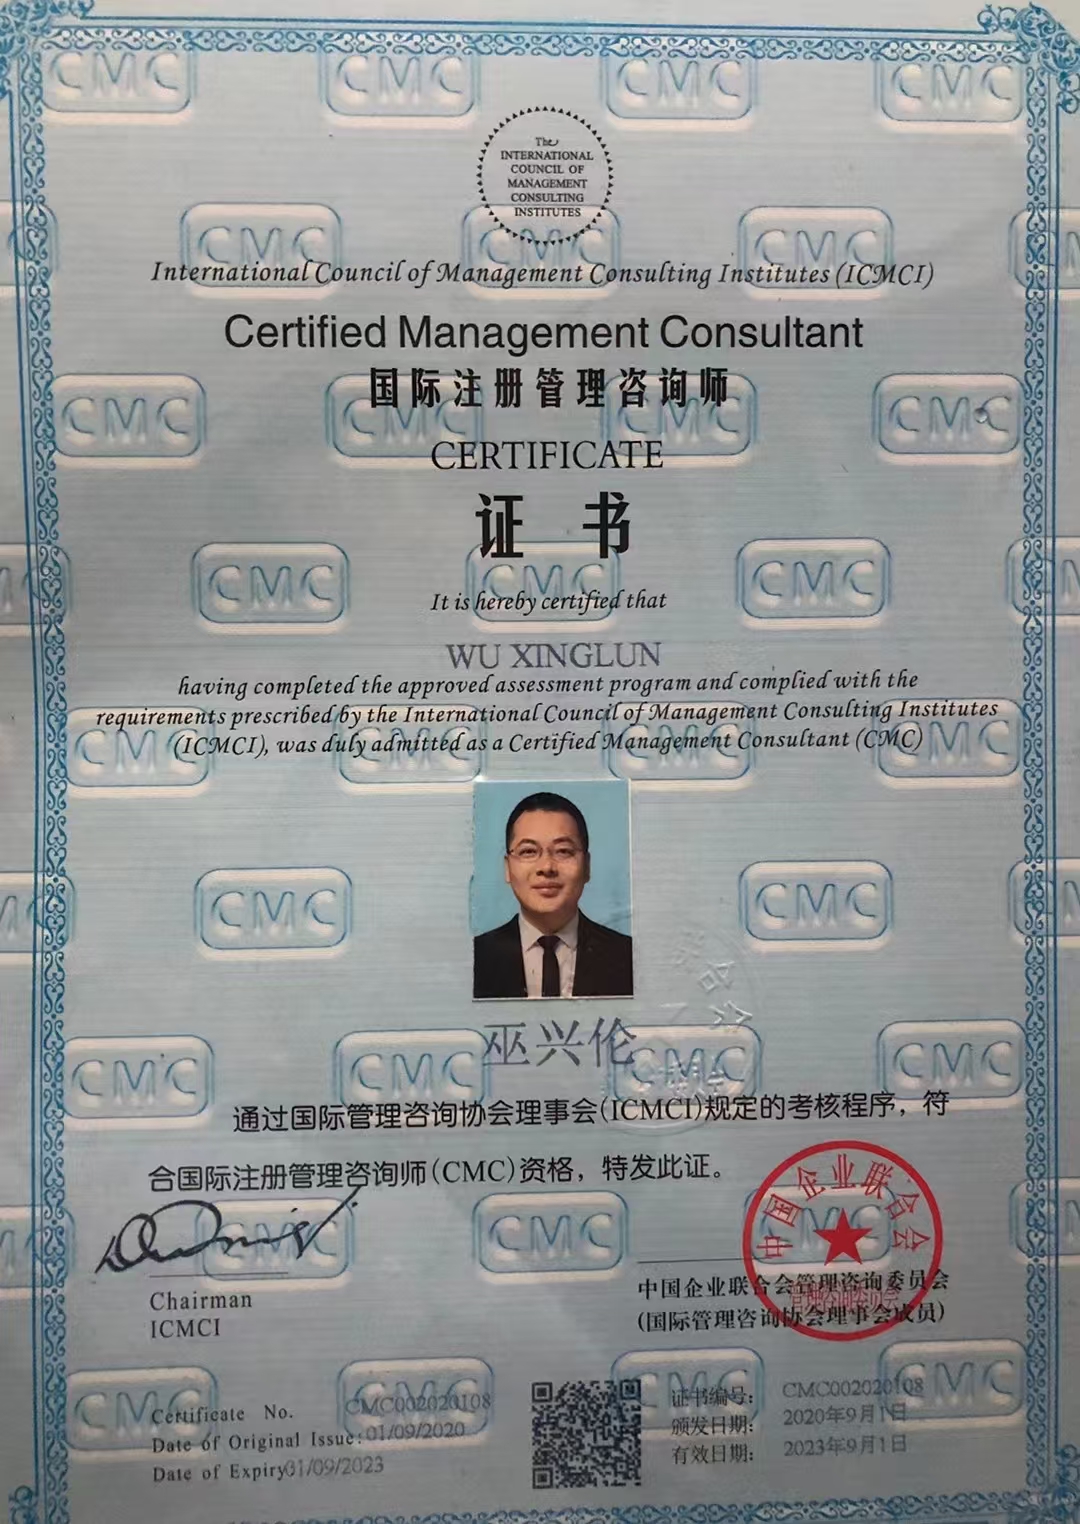 The
INTERNATIONAL
COUNCIL OF
MANAGEMENT
CONSULTING
INSTITUTES
International Council of Management Consulting Institutes (ICMCI)
Certified Management Consultant
国际注册管理咨询师
CERTIFICATE
证 书
It is hereby certified that
WU XINGLUN
having completed the approved assessment program and complied with the
requirements prescribed by the International Council of Management Consulting Institutes
(ICMCI), was duly admitted as a Certified Management Consultant (CMC)
巫兴伦
通过国际管理咨询协会理事会(ICMCI)规定的考核程序，符
合国际注册管理咨询师(CMC)资格，特发此证。
中国企业联合会
管理咨询委员会
中国企业联合会管理咨询委员会
(国际管理咨询协会理事会成员)
Chairman
ICMCI
Certificate No. CMC002020108
Date of Original Issue: 01/09/2020
Date of Expiry 01/09/2023
证书编号: CMC002020108
颁发日期: 2020年9月1日
有效日期: 2023年9月1日
CMC